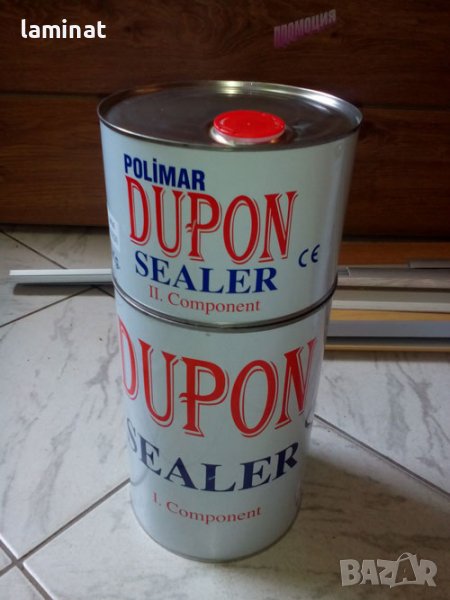 laminat
промоция
POLİMAR
DUPON
SEALER
CE
II. Component
DUPON
SEALER
I. Component
BAZAR